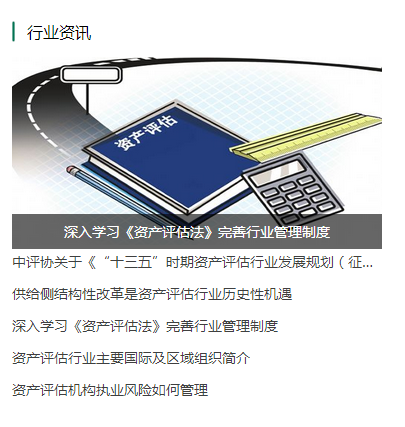 行业资讯
资产评估
深入学习《资产评估法》完善行业管理制度
中评协关于《“十三五”时期资产评估行业发展规划（征...
供给侧结构性改革是资产评估行业历史性机遇
深入学习《资产评估法》完善行业管理制度
资产评估行业主要国际及区域组织简介
资产评估机构执业风险如何管理